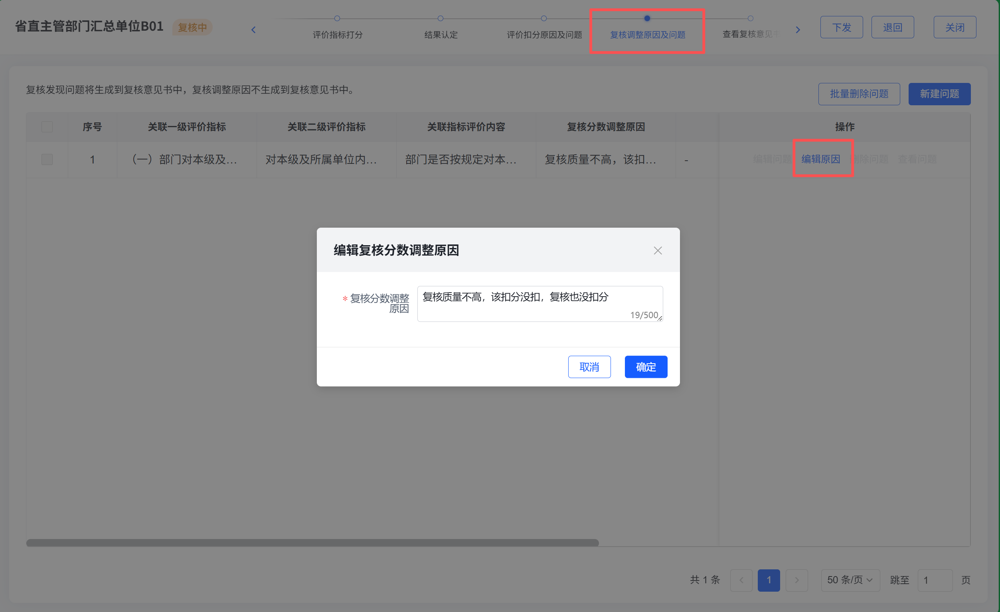 省直主管部门汇总单位B01
复核中
评价指标打分
结果认定
评价扣分原因及问题
复核调整原因及问题
查看复核意见书
下发
退回
关闭
复核发现问题将生成到复核意见书中，复核调整原因不生成到复核意见书中。
批量删除问题
新建问题
序号
关联一级评价指标
关联二级评价指标
关联指标评价内容
复核分数调整原因
操作
1
（一）部门对本级及…
对本级及所属单位内…
部门是否按规定对本…
复核质量不高，该扣…
-
编辑问题
编辑原因
删除问题
查看问题
编辑复核分数调整原因
* 复核分数调整
原因
复核质量不高，该扣分没扣，复核也没扣分
19/500
取消
确定
共 1 条
1
50 条/页
跳至
1
页